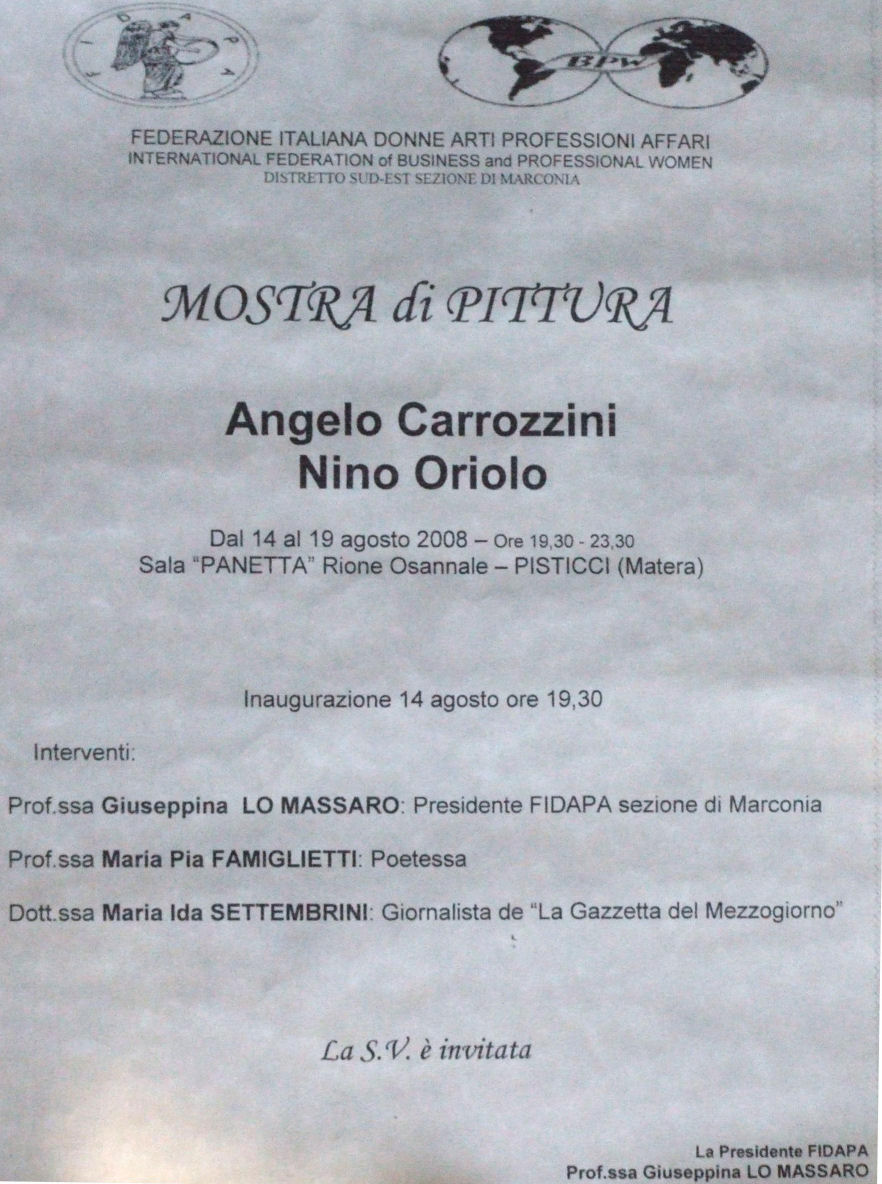 F I D A P A
BPW
FEDERAZIONE ITALIANA DONNE ARTI PROFESSIONI AFFARI
INTERNATIONAL FEDERATION of BUSINESS and PROFESSIONAL WOMEN
DISTRETTO SUD-EST SEZIONE DI MARCONIA
MOSTRA di PITTURA
Angelo Carrozzini
Nino Oriolo
Dal 14 al 19 agosto 2008 – Ore 19,30 - 23,30
Sala “PANETTA” Rione Osannale – PISTICCI (Matera)
Inaugurazione 14 agosto ore 19,30
Interventi:
Prof.ssa Giuseppina LO MASSARO: Presidente FIDAPA sezione di Marconia
Prof.ssa Maria Pia FAMIGLIETTI: Poetessa
Dott.ssa Maria Ida SETTEMBRINI: Giornalista de “La Gazzetta del Mezzogiorno”
La S.V. è invitata
La Presidente FIDAPA
Prof.ssa Giuseppina LO MASSARO